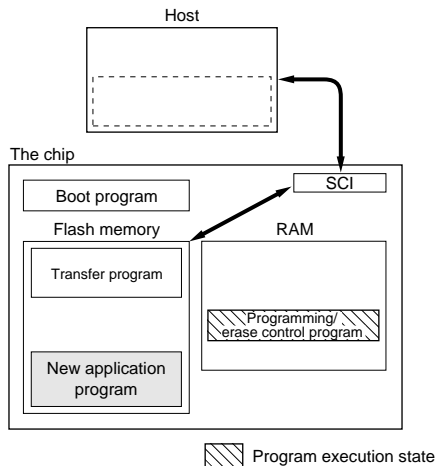 Host
The chip
SCI
Boot program
Flash memory
RAM
Transfer program
Programming/
erase control program
New application
program
Program execution state